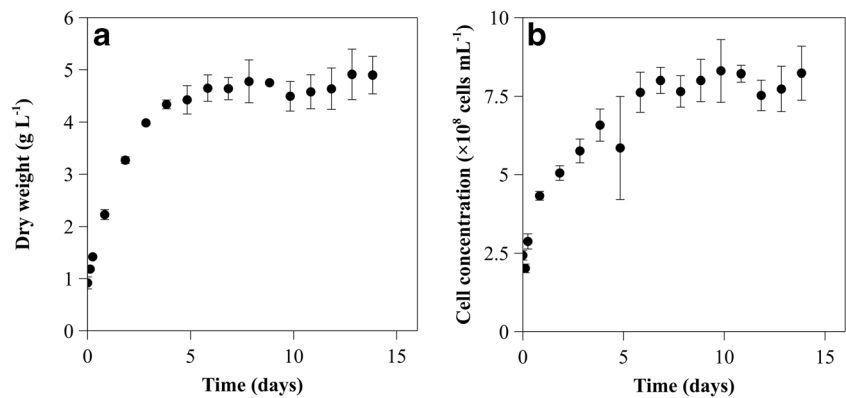 a
6
5
4
3
2
1
0
Dry weight (g L⁻¹)
0 5 10 15
Time (days)
b
10
7.5
5
2.5
0
Cell concentration (×10⁸ cells mL⁻¹)
0 5 10 15
Time (days)